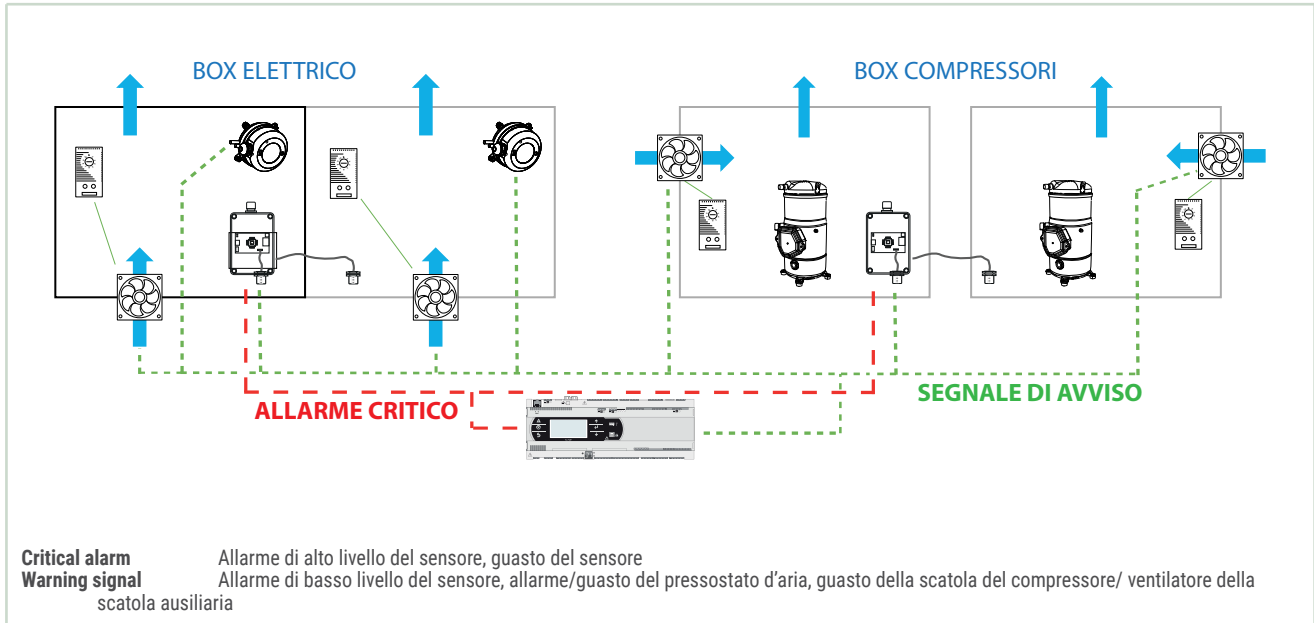 BOX ELETTRICO
BOX COMPRESSORI
ALLARME CRITICO
SEGNALE DI AVVISO
Critical alarm Allarme di alto livello del sensore, guasto del sensore
Warning signal Allarme di basso livello del sensore, allarme/guasto del pressostato d'aria, guasto della scatola del compressore/ ventilatore della
scatola ausiliaria